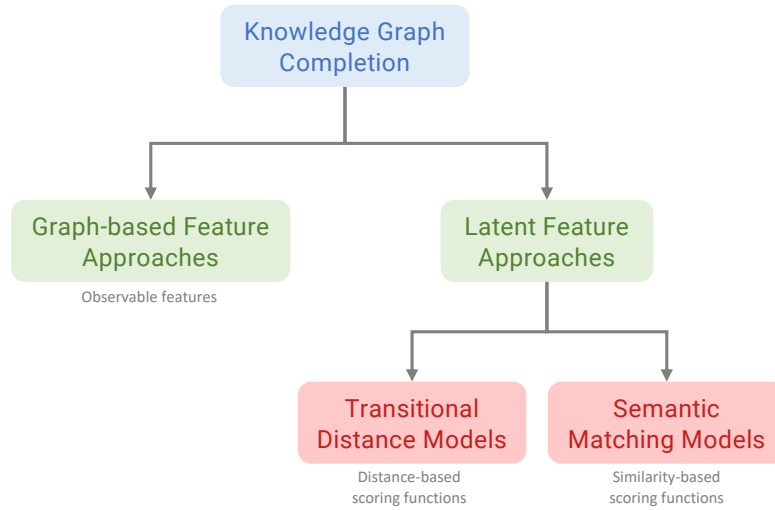 Knowledge Graph
Completion
Graph-based Feature
Approaches
Observable features
Latent Feature
Approaches
Transitional
Distance Models
Distance-based
scoring functions
Semantic
Matching Models
Similarity-based
scoring functions